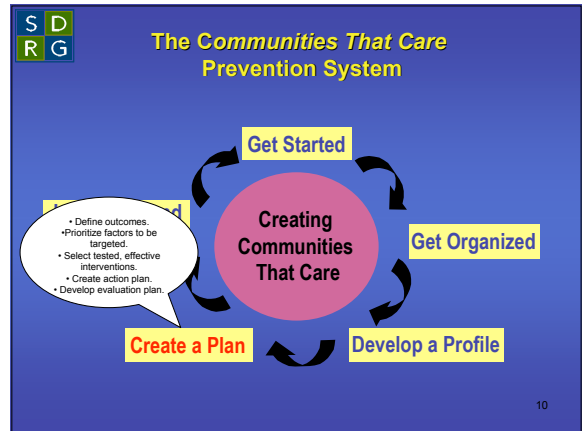 S D
R G
The Communities That Care
Prevention System
Get Started
Creating
Communities
That Care
Get Organized
• Define outcomes.
•Prioritize factors to be
targeted.
• Select tested, effective
interventions.
• Create action plan.
• Develop evaluation plan.
Create a Plan
Develop a Profile
10